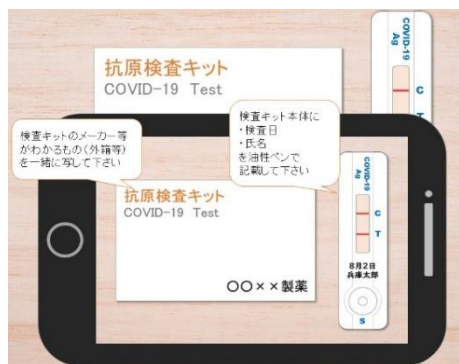 抗原検査キット
COVID-19 Test
COVID-19
Ag
C
T
検査キットのメーカー等
がわかるもの(外箱等)
を一緒に写して下さい
検査キット本体に
・検査日
・氏名
を油性ペンで
記載して下さい
抗原検査キット
COVID-19 Test
〇〇××製薬
COVID-19
Ag
C
T
8月2日
兵庫太郎
S